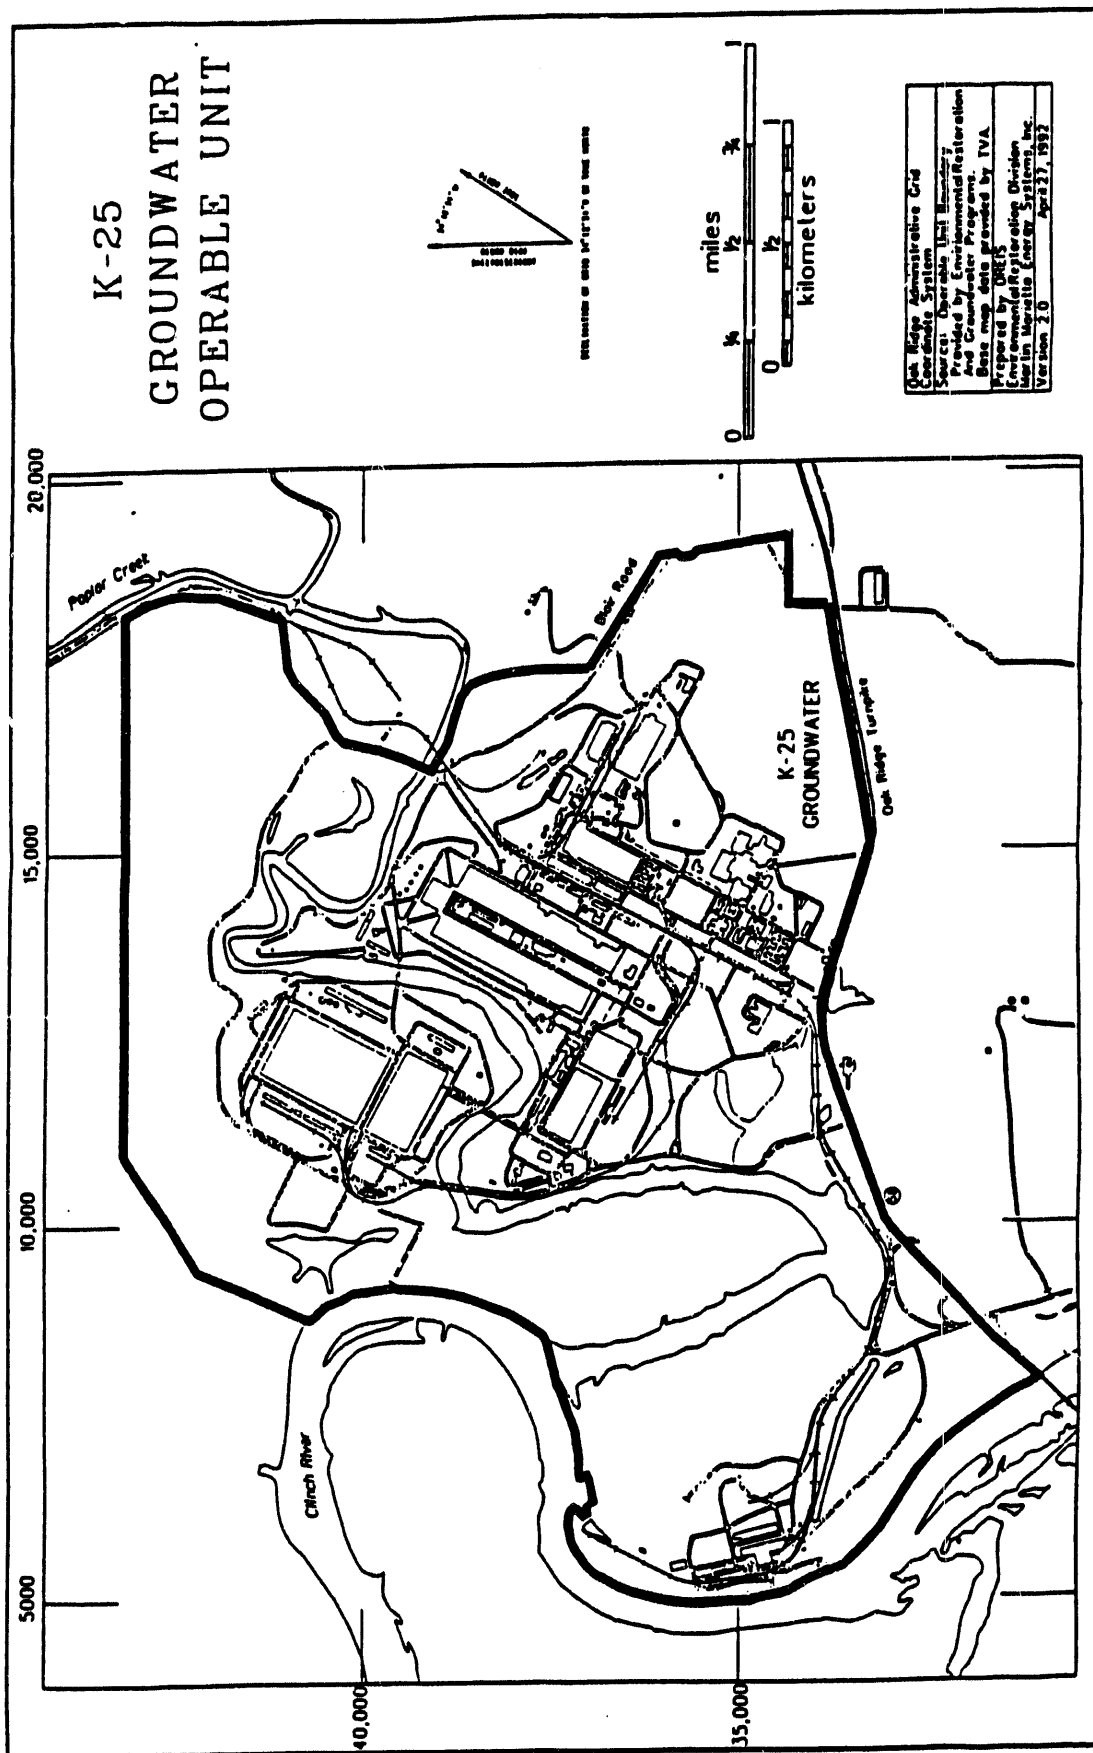 K-25
GROUNDWATER
OPERABLE UNIT
miles
0 1/4 1/2 3/4 1
0 1/2 1
kilometers
Oak Ridge Administrative Grid
Coordinate System
Source: Operable Unit Boundary
Provided by Environmental Restoration
And Groundwater Programs.
Base map data provided by TVA.
Prepared by OREIS
Environmental Restoration Division
Martin Marietta Energy Systems, Inc.
Version 2.0 April 27, 1992
5000
10,000
15,000
20,000
40,000
35,000
Poplar Creek
Blair Road
K-25
GROUNDWATER
Oak Ridge Turnpike
Clinch River